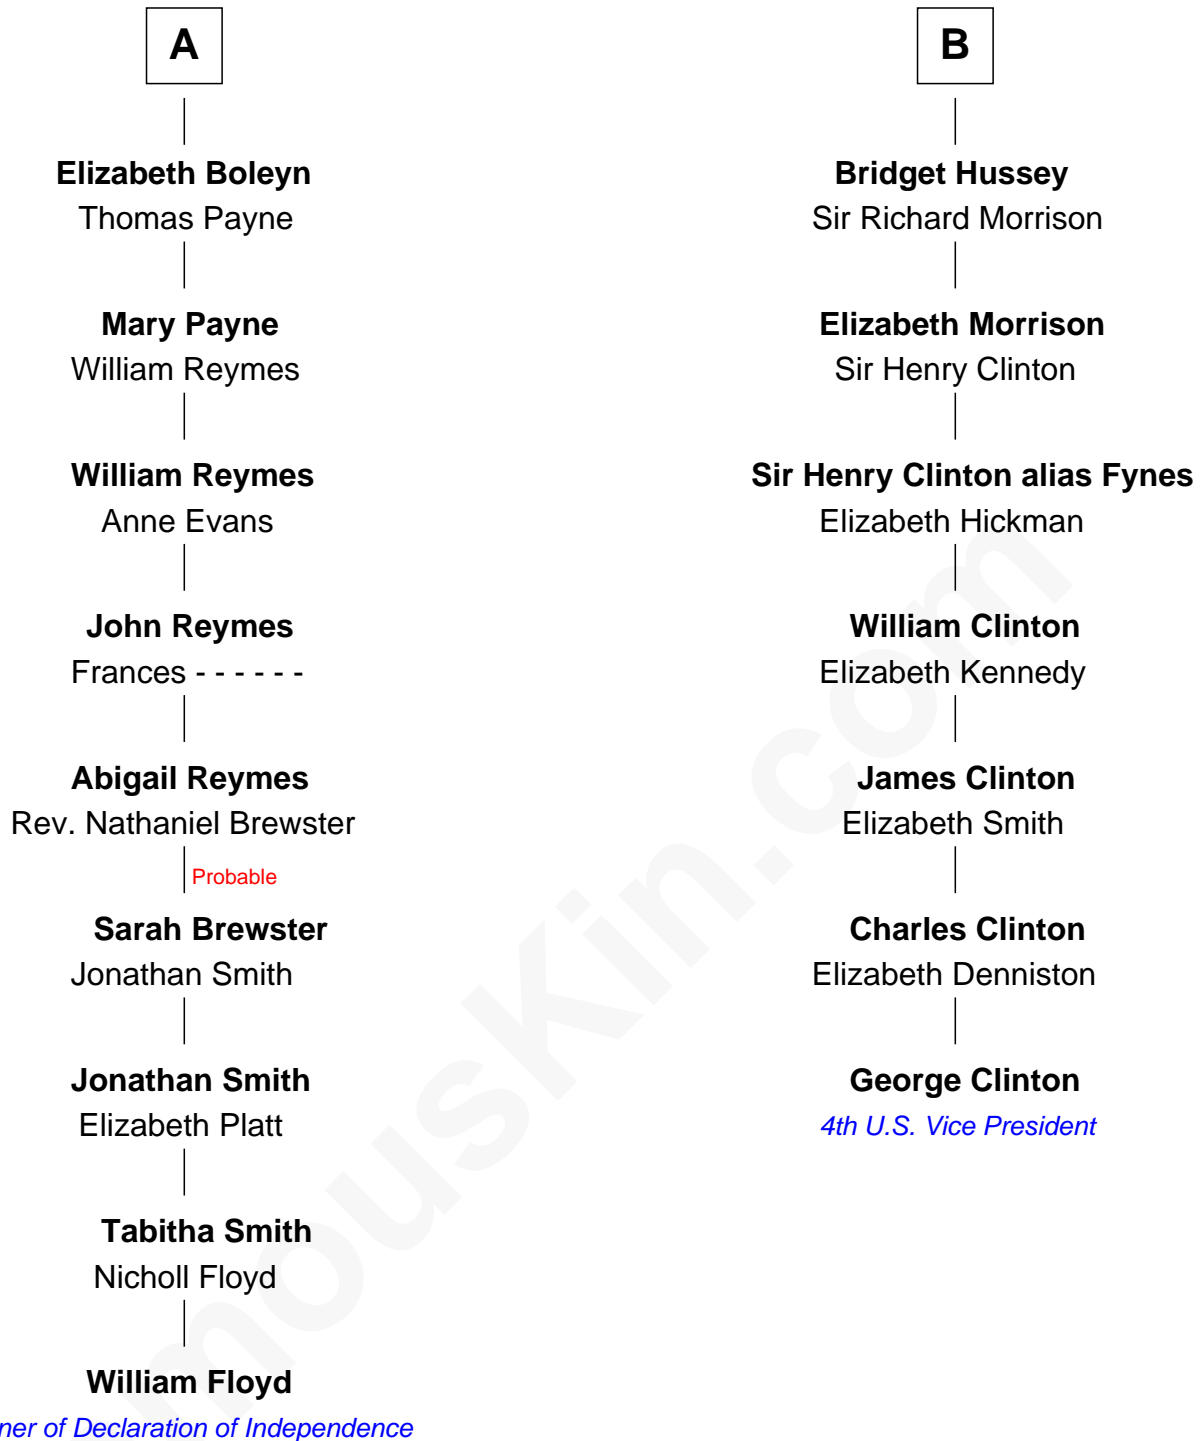 A
Elizabeth Boleyn
Thomas Payne
Mary Payne
William Reymes
William Reymes
Anne Evans
John Reymes
Frances - - - - - -
Abigail Reymes
Rev. Nathaniel Brewster
Probable
Sarah Brewster
Jonathan Smith
Jonathan Smith
Elizabeth Platt
Tabitha Smith
Nicholl Floyd
William Floyd
ner of Declaration of Independence
B
Bridget Hussey
Sir Richard Morrison
Elizabeth Morrison
Sir Henry Clinton
Sir Henry Clinton alias Fynes
Elizabeth Hickman
William Clinton
Elizabeth Kennedy
James Clinton
Elizabeth Smith
Charles Clinton
Elizabeth Denniston
George Clinton
4th U.S. Vice President
mouskin.com